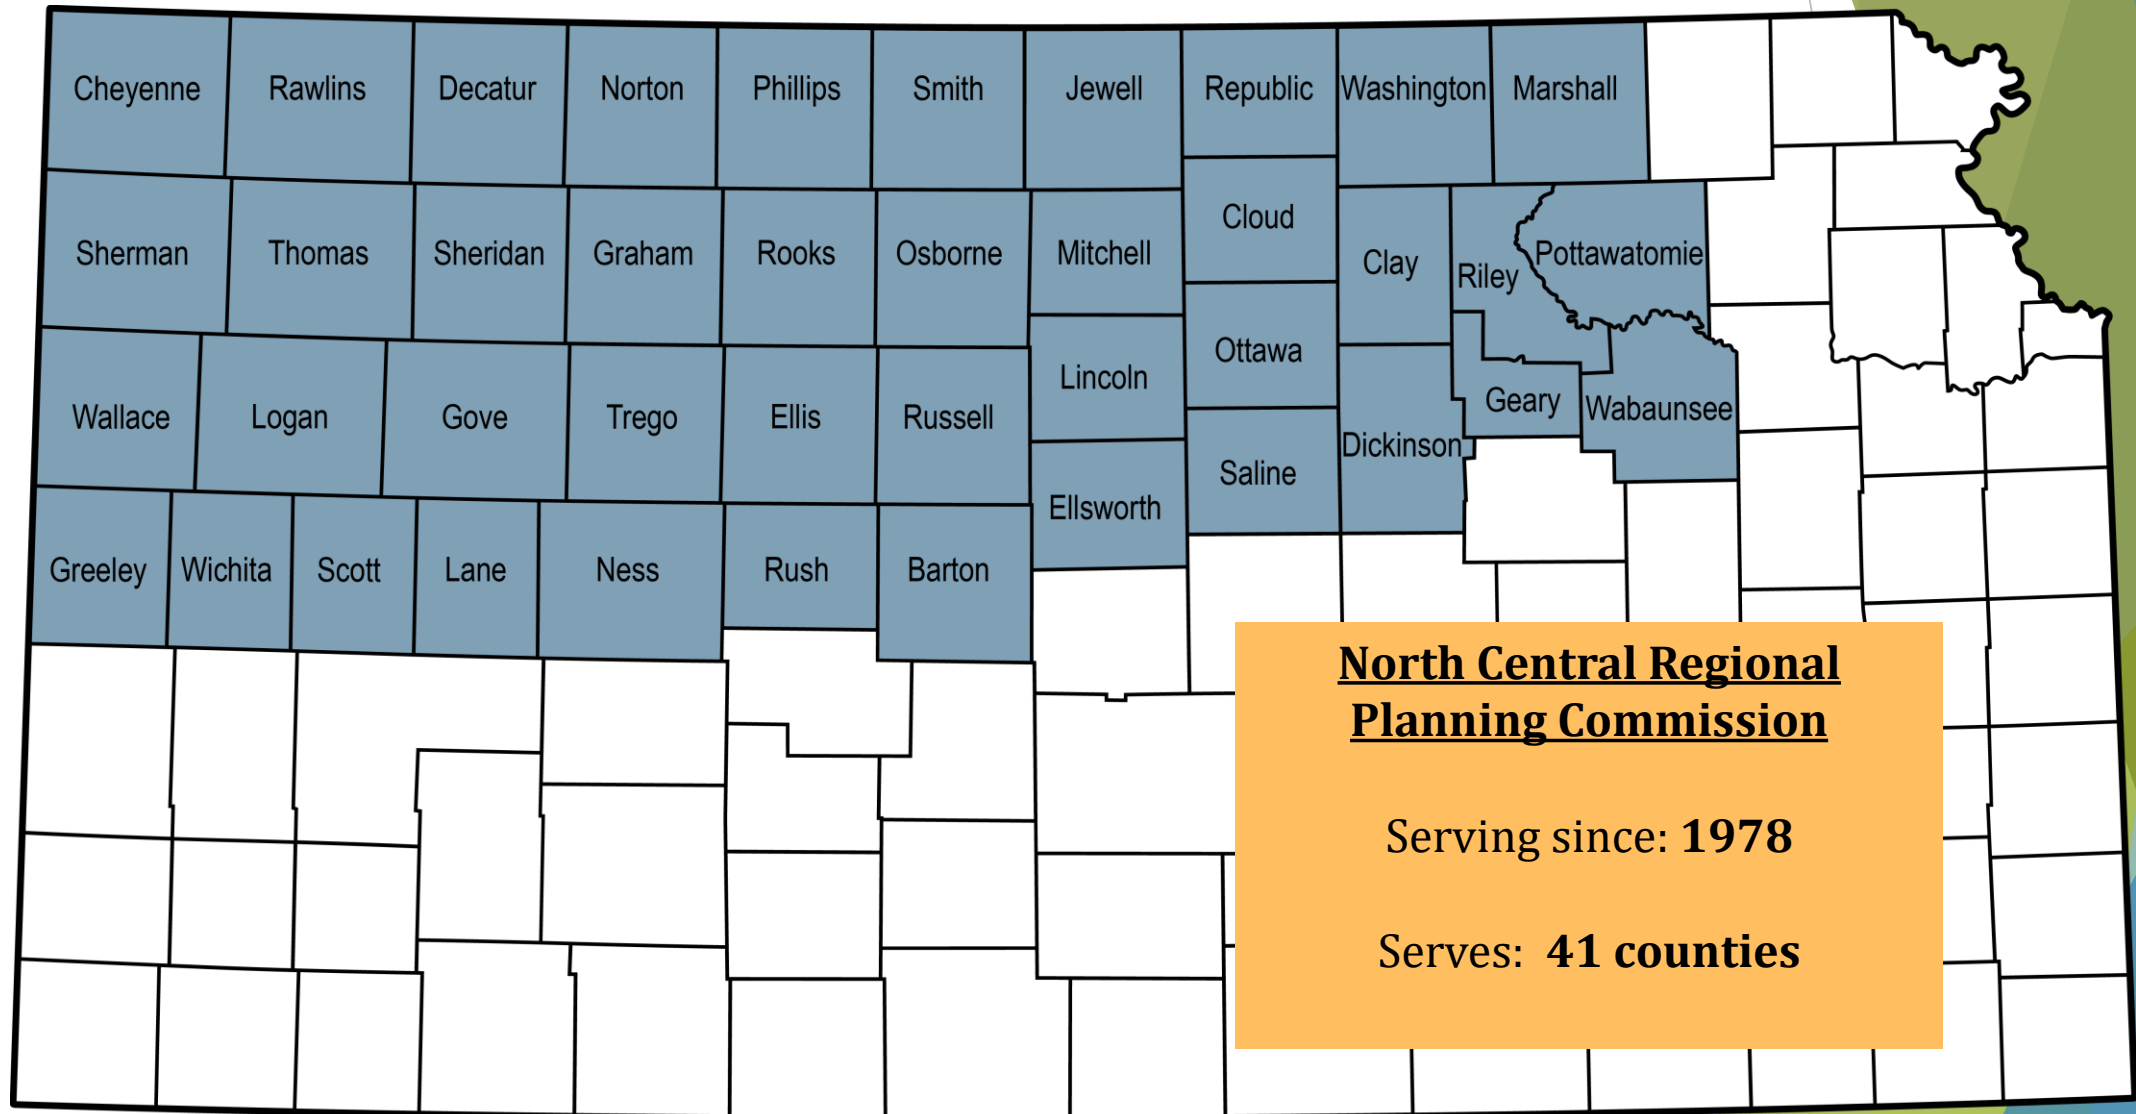 Cheyenne Rawlins Decatur Norton Phillips Smith Jewell Republic Washington Marshall
Cloud
Sherman Thomas Sheridan Graham Rooks Osborne Mitchell Clay Riley Pottawatomie
Ottawa
Lincoln
Wallace Logan Gove Trego Ellis Russell Geary Wabaunsee
Dickinson
Saline
Ellsworth
Greeley Wichita Scott Lane Ness Rush Barton
North Central Regional
Planning Commission
Serving since: 1978
Serves: 41 counties